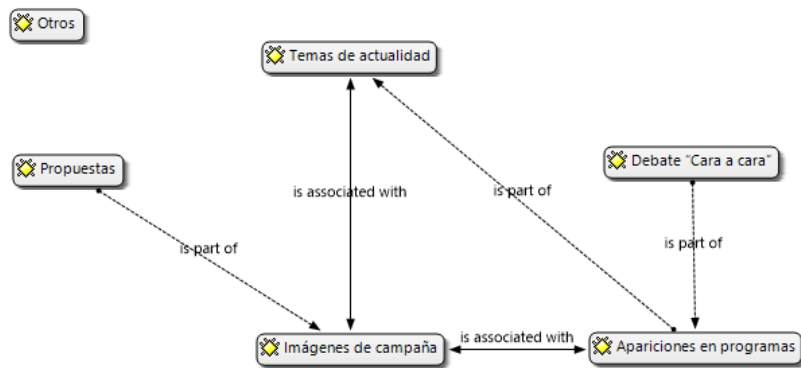 Otros
Temas de actualidad
Propuestas
Debate “Cara a cara”
is associated with
is part of
is part of
is part of
Imágenes de campaña
is associated with
Apariciones en programas